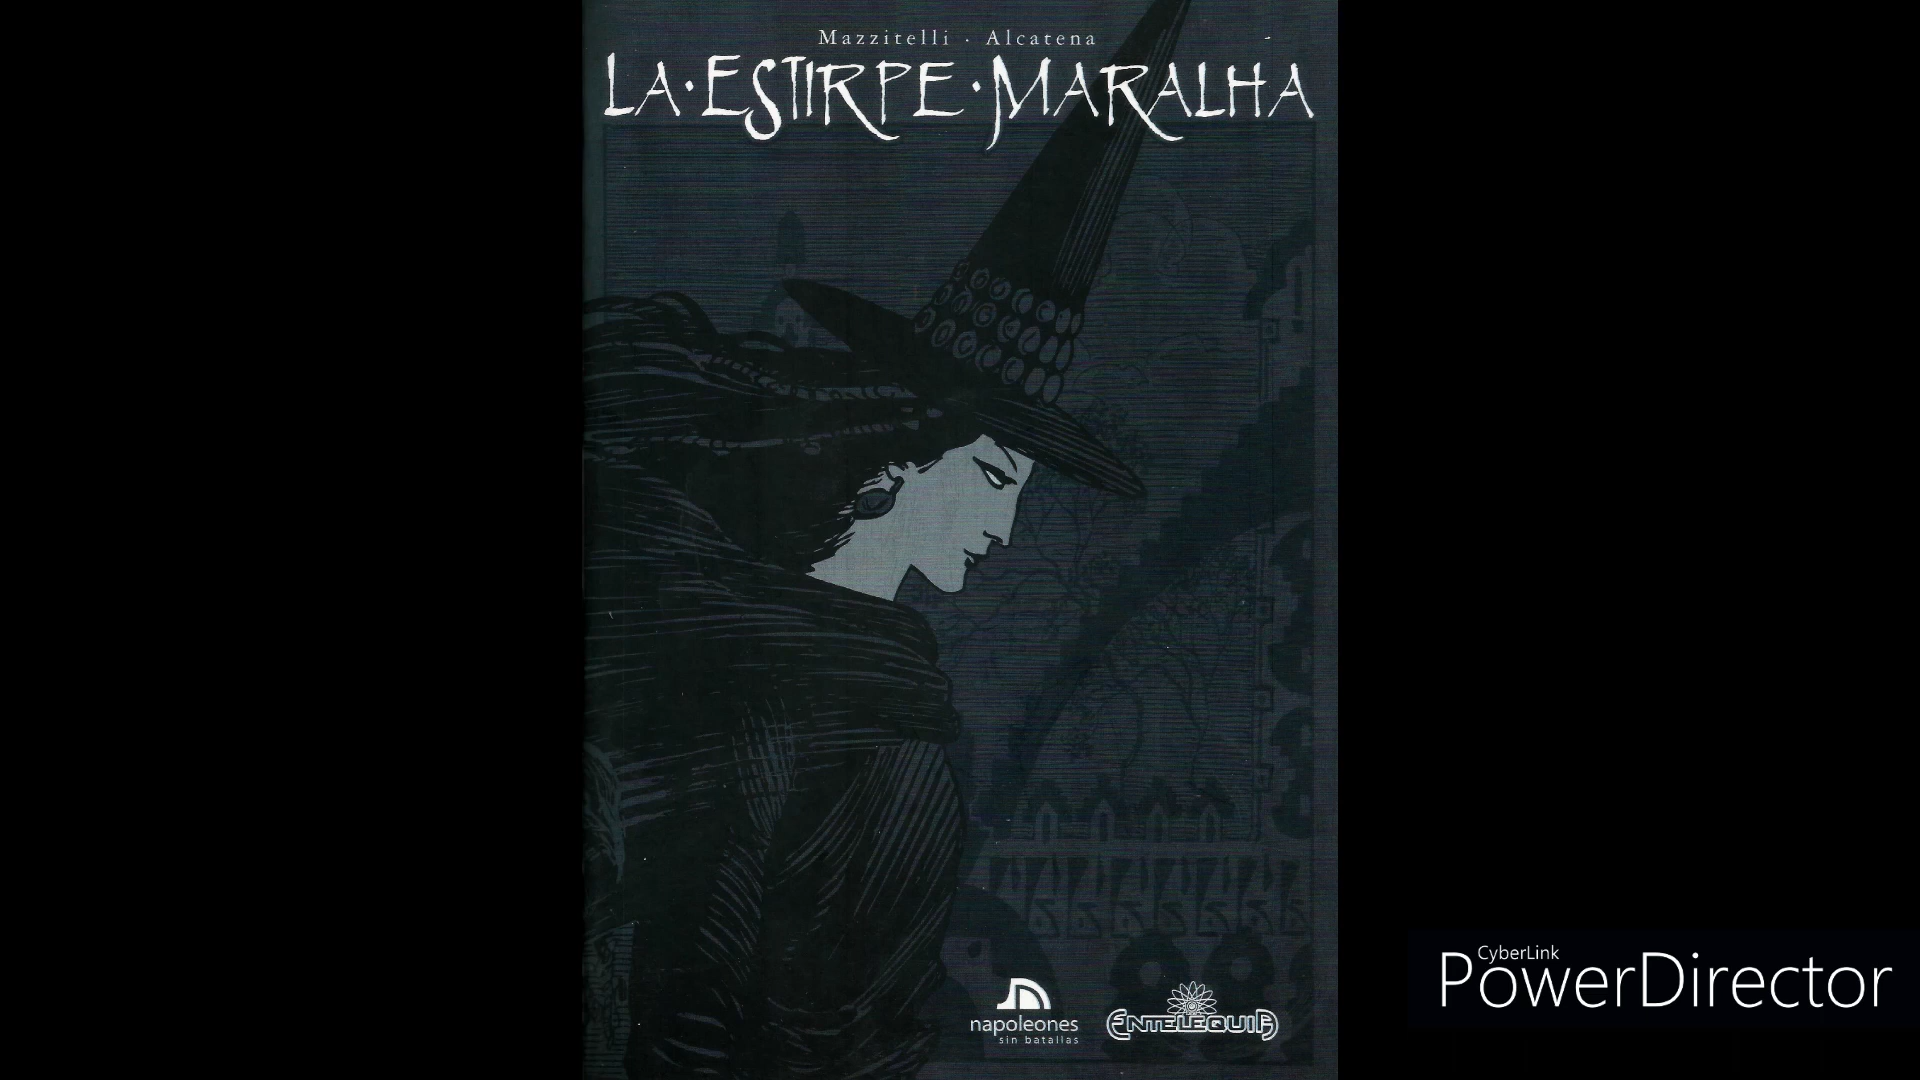 Mazzitelli · Alcatena
LA·ESTIRPE·MARALHA
napoleones
sin batallas
ENTELEQUIA
CyberLink
PowerDirector